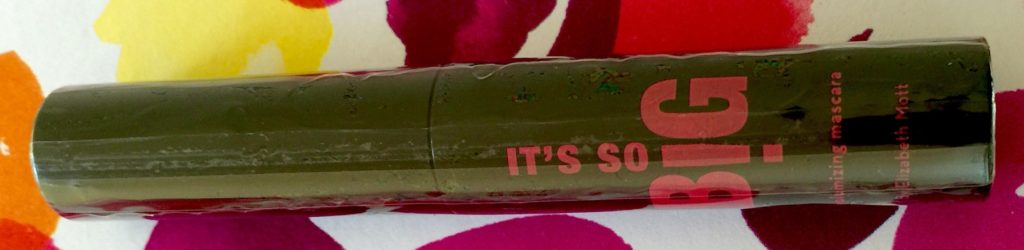 IT'S SO
BIG.
mascara
Elizabeth Mott